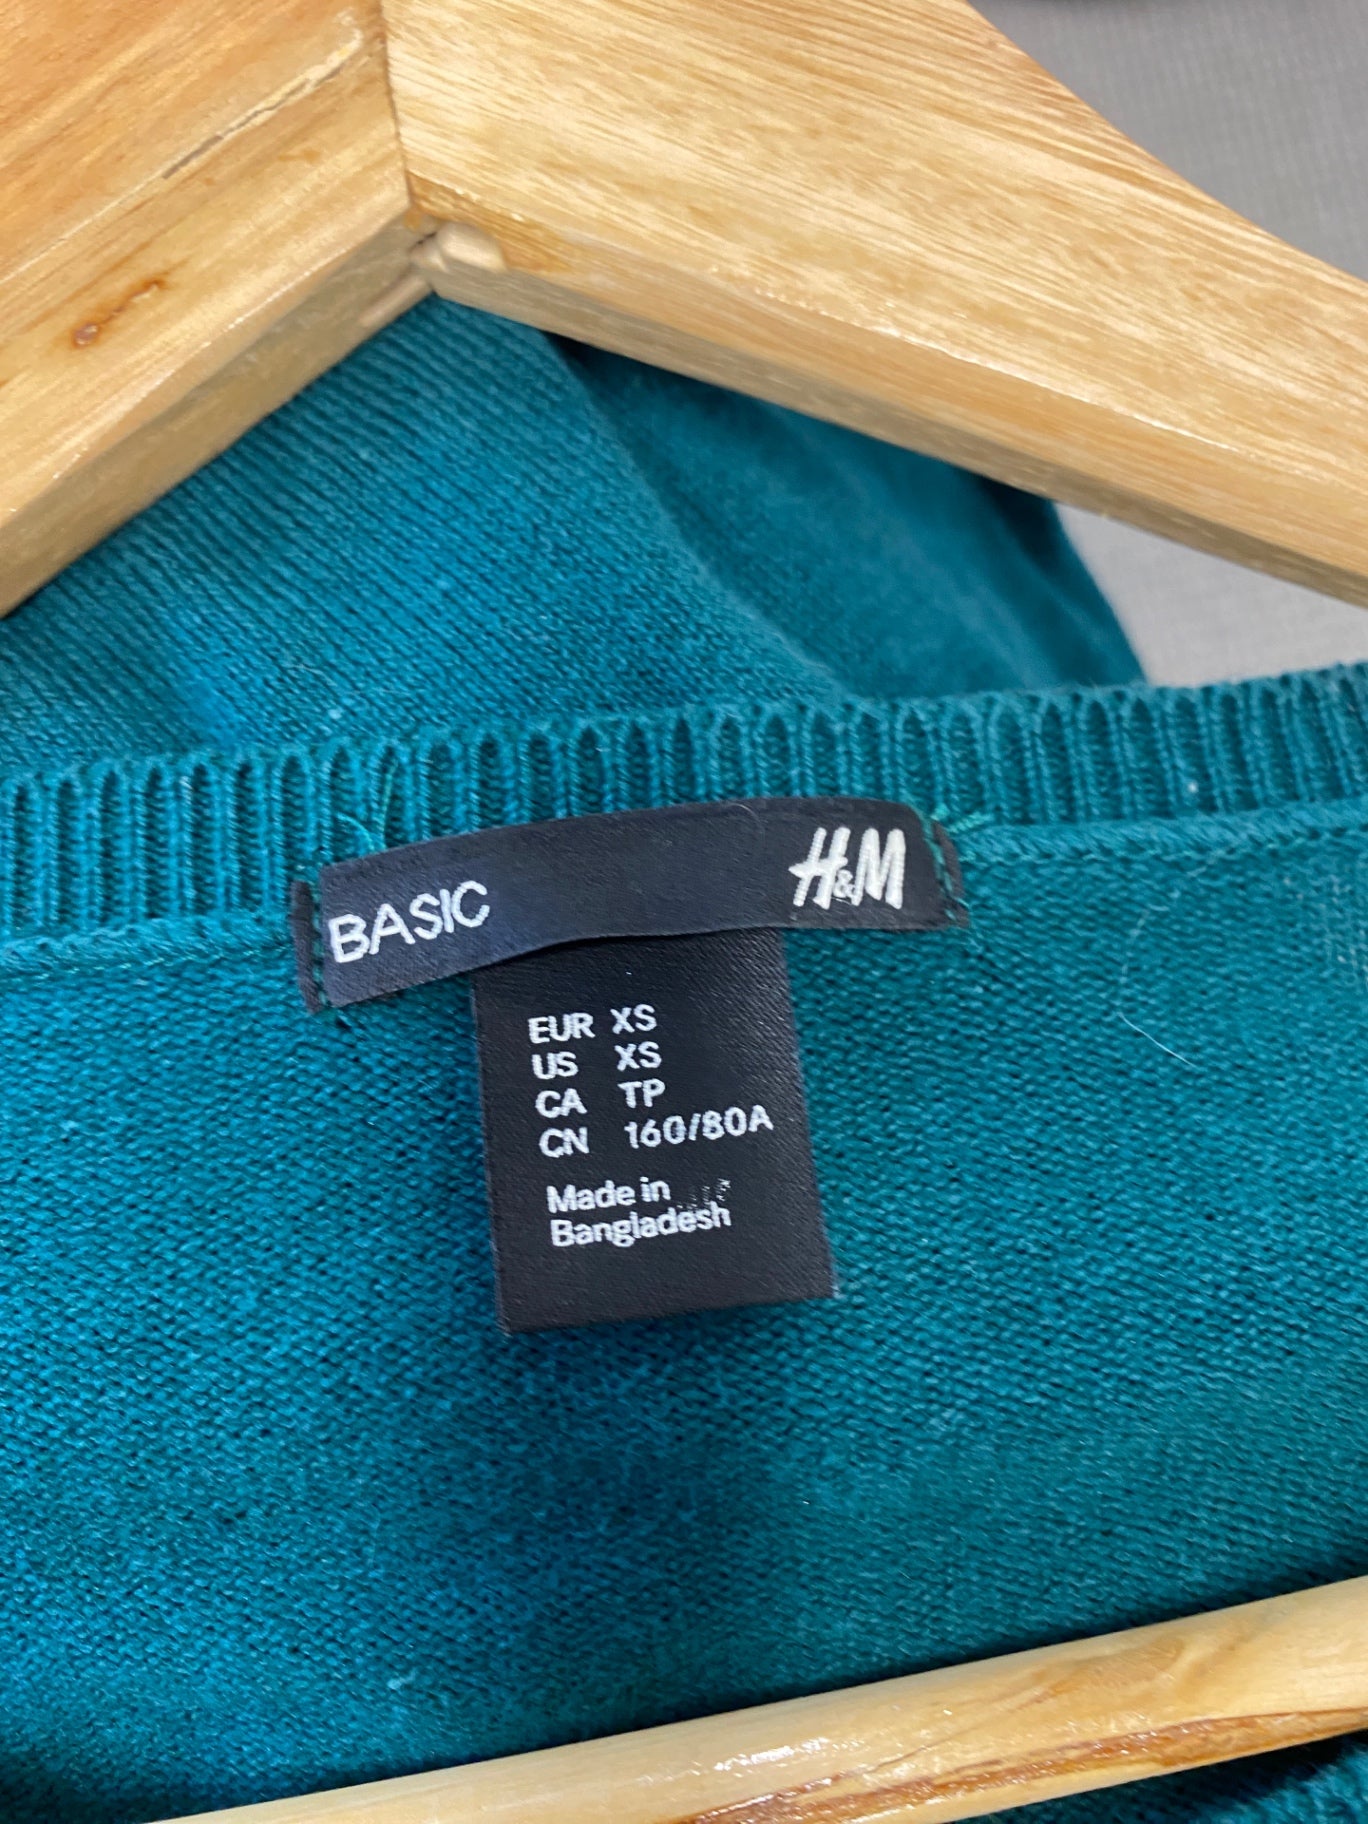 BASIC H&M
EUR XS
US XS
CA TP
CN 160/80A
Made in
Bangladesh